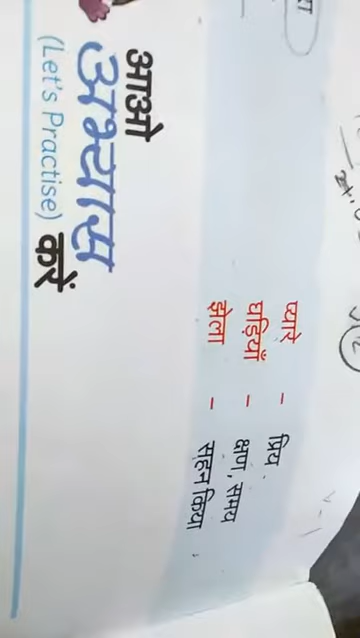 प्यारे - प्रिय
घड़ियाँ - क्षण, समय
झेला - सहन किया
आओ
अभ्यास करें
(Let's Practise)